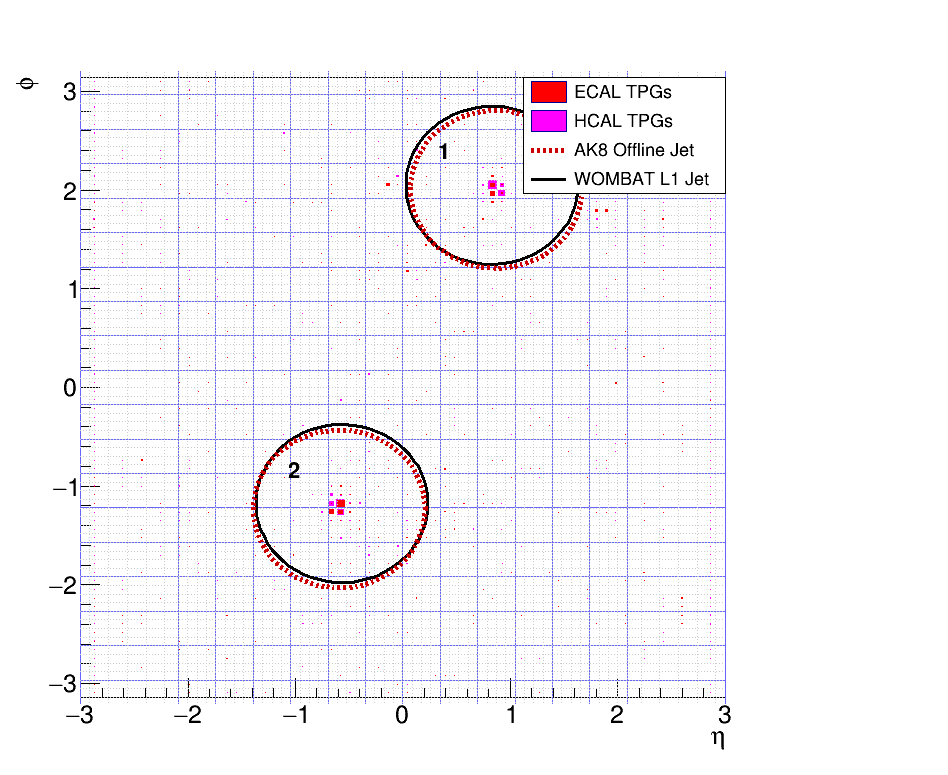 φ
3
2
1
0
−1
−2
−3
ECAL TPGs
HCAL TPGs
AK8 Offline Jet
WOMBAT L1 Jet
1
2
−3 −2 −1 0 1 2 3
η